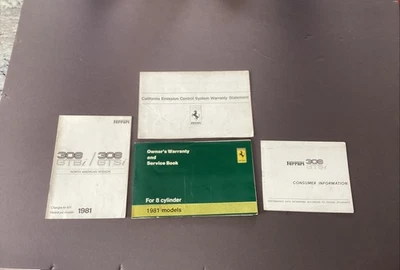 California Emission Control System Warranty Statement
Ferrari
308 / 308
GTBi GTSi
1981
Owner's Warranty
and
Service Book
For 8 cylinder
1981 models
Ferrari 308
GTSi
CONSUMER INFORMATION